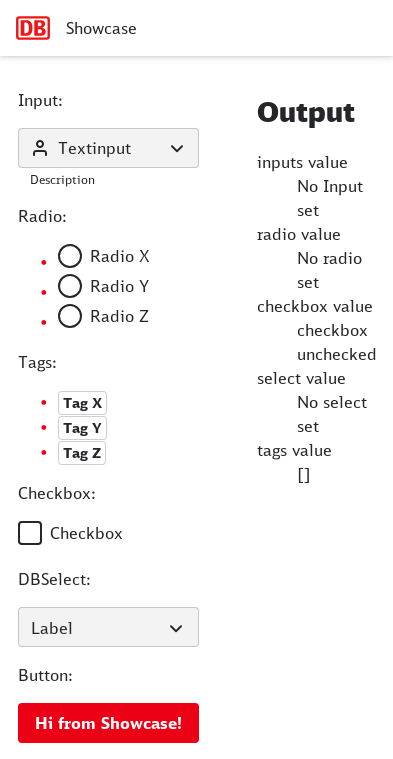 DB Showcase
Input:
Textinput
Description
Radio:
Radio X
Radio Y
Radio Z
Tags:
Tag X
Tag Y
Tag Z
Checkbox:
Checkbox
DBSelect:
Label
Button:
Hi from Showcase!
Output
inputs value
No Input
set
radio value
No radio
set
checkbox value
checkbox
unchecked
select value
No select
set
tags value
[]